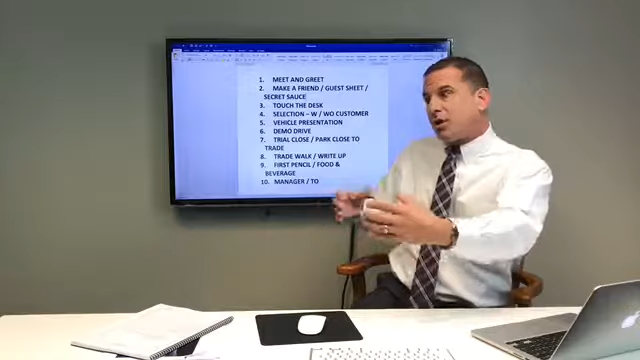 1. MEET AND GREET
2. MAKE A FRIEND / GUEST SHEET /
SECRET SAUCE
3. TOUCH THE DESK
4. SELECTION – W / WO CUSTOMER
5. VEHICLE PRESENTATION
6. DEMO DRIVE
7. TRIAL CLOSE / PARK CLOSE TO
TRADE
8. TRADE WALK / WRITE UP
9. FIRST PENCIL / FOOD &
BEVERAGE
10. MANAGER / TO